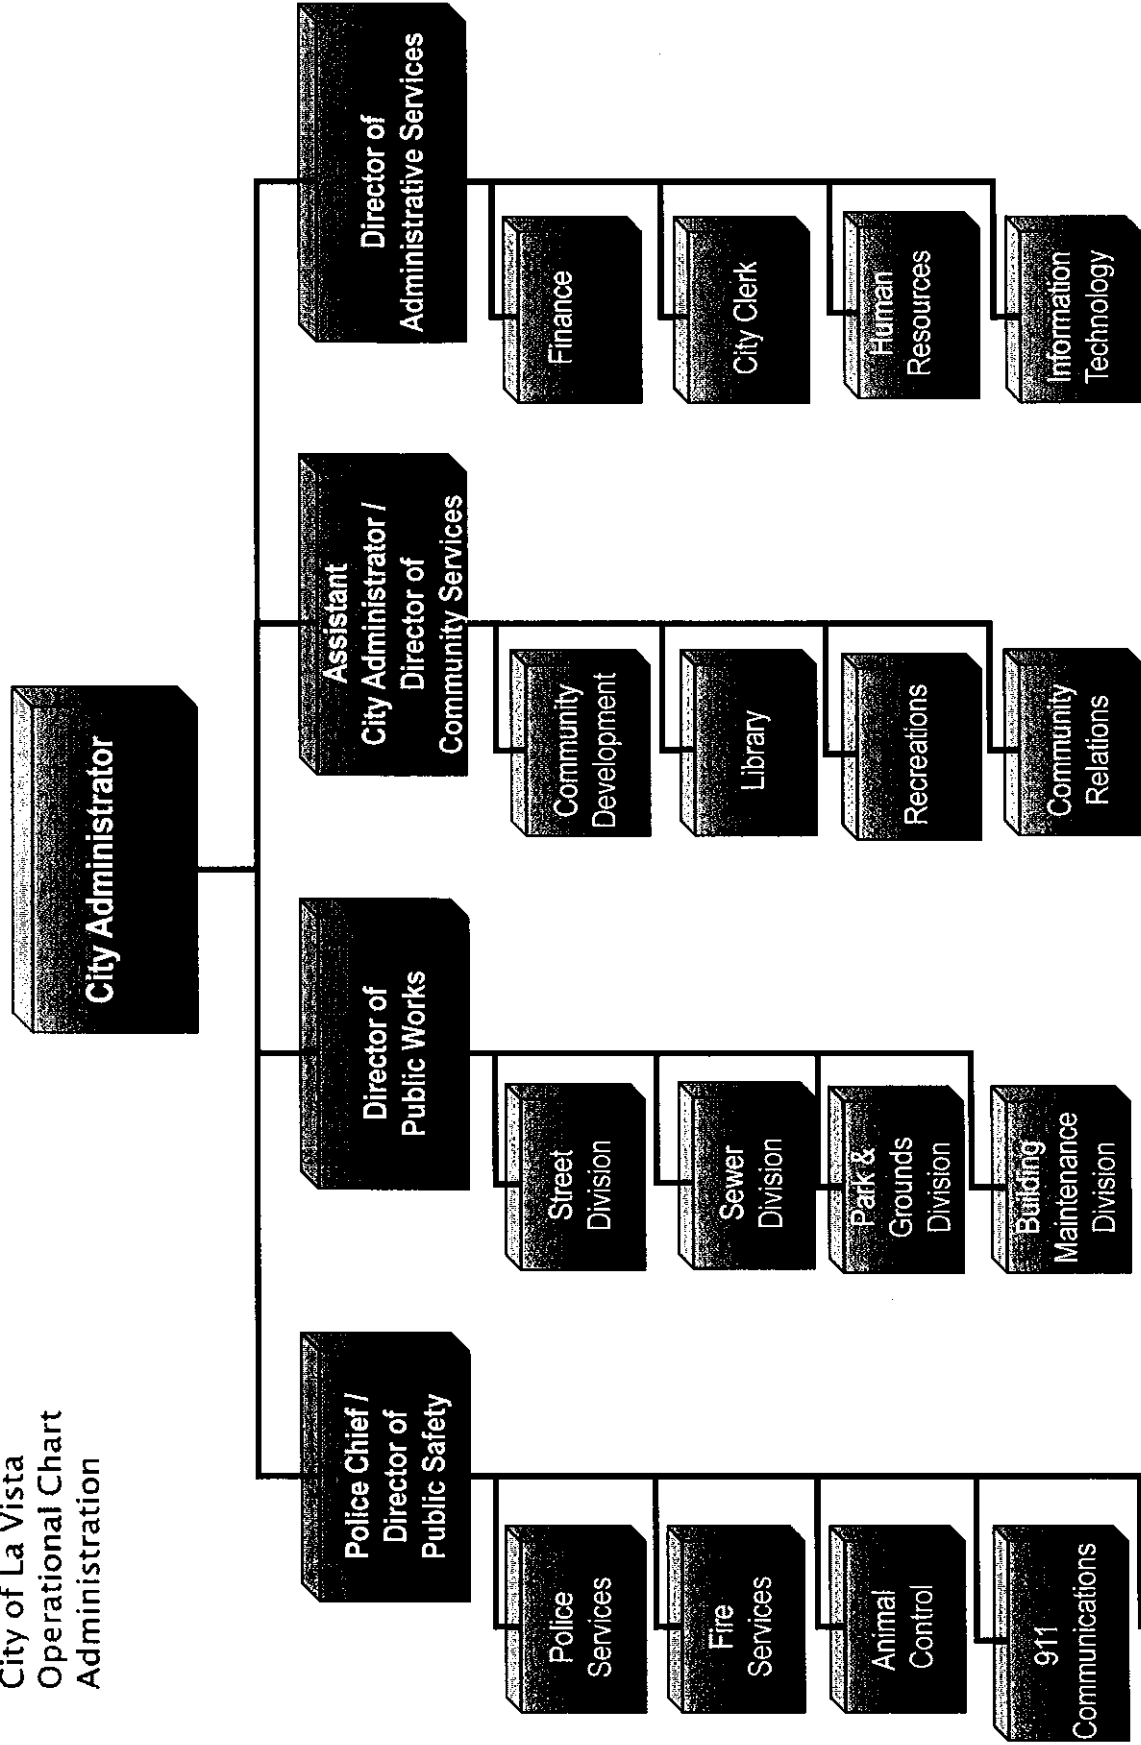 City of La Vista
Operational Chart
Administration
City Administrator
Police Chief /
Director of
Public Safety
Police
Services
Fire
Services
Animal
Control
911
Communications
Director of
Public Works
Street
Division
Sewer
Division
Park &
Grounds
Division
Building
Maintenance
Division
Assistant
City Administrator /
Director of
Community Services
Community
Development
Library
Recreations
Community
Relations
Director of
Administrative Services
Finance
City Clerk
Human
Resources
Information
Technology